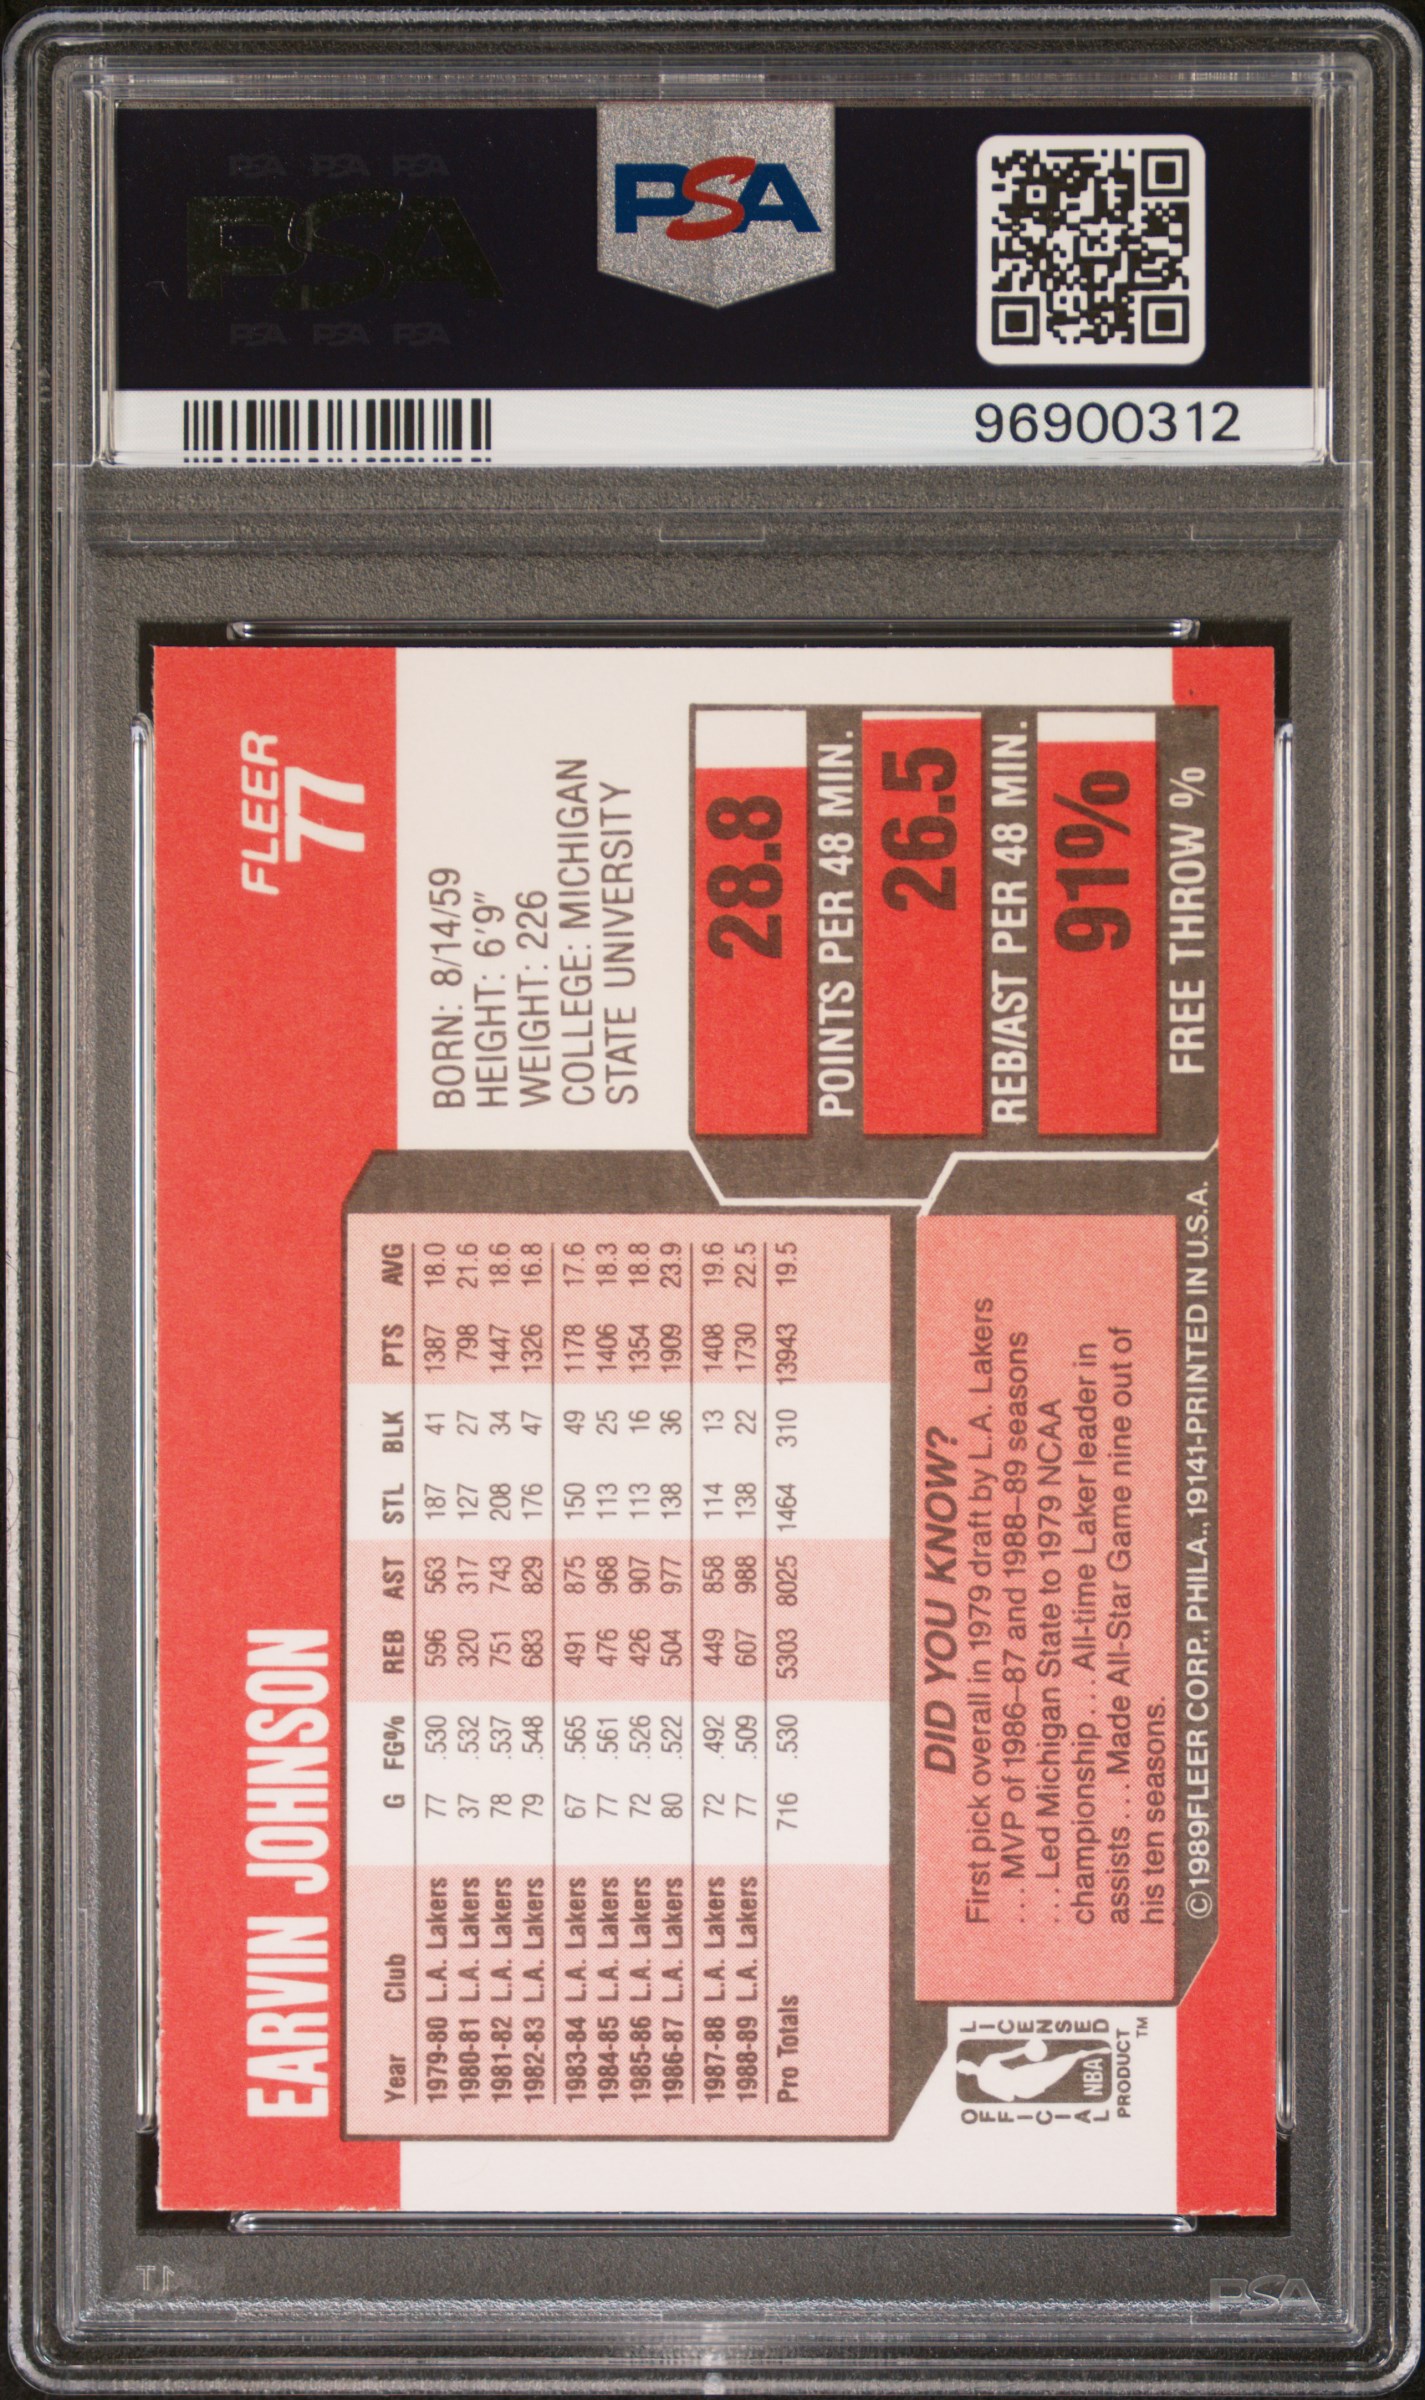 PSA PSA PSA
PSA
PSA PSA PSA
PSA
96900312
EARVIN JOHNSON
FLEER
77
Year Club G FG% REB AST STL BLK PTS AVG
1979-80 L.A. Lakers 77 .530 596 563 187 41 1387 18.0
1980-81 L.A. Lakers 37 .532 320 317 127 27 798 21.6
1981-82 L.A. Lakers 78 .537 751 743 208 34 1447 18.6
1982-83 L.A. Lakers 79 .548 683 829 176 47 1326 16.8
1983-84 L.A. Lakers 67 .565 491 875 150 49 1178 17.6
1984-85 L.A. Lakers 77 .561 476 968 113 25 1406 18.3
1985-86 L.A. Lakers 72 .526 426 907 113 16 1354 18.8
1986-87 L.A. Lakers 80 .522 504 977 138 36 1909 23.9
1987-88 L.A. Lakers 72 .492 449 858 114 13 1408 19.6
1988-89 L.A. Lakers 77 .509 607 988 138 22 1730 22.5
Pro Totals 716 .530 5303 8025 1464 310 13943 19.5
BORN: 8/14/59
HEIGHT: 6'9"
WEIGHT: 226
COLLEGE: MICHIGAN
STATE UNIVERSITY
28.8
POINTS PER 48 MIN.
26.5
REB/AST PER 48 MIN.
91%
FREE THROW %
DID YOU KNOW?
First pick overall in 1979 draft by L.A. Lakers
... MVP of 1986–87 and 1988–89 seasons
... Led Michigan State to 1979 NCAA
championship ... All-time Laker leader in
assists ... Made All-Star Game nine out of
his ten seasons.
OFFICIAL LICENSED
NBA
PRODUCT TM
©1989FLEER CORP., PHILA., 19141-PRINTED IN U.S.A.
PSA